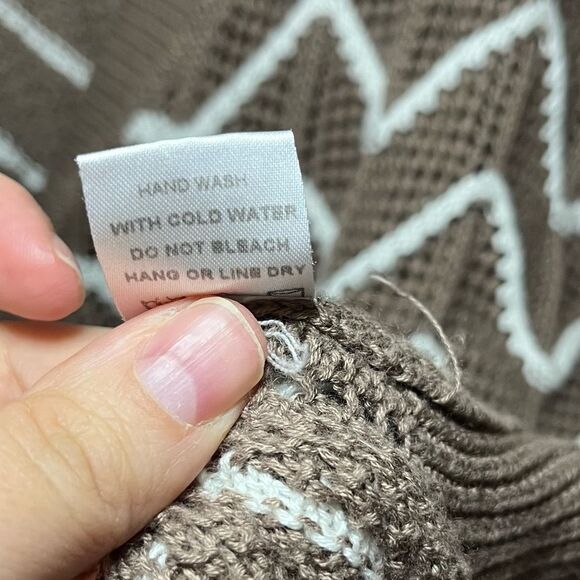 HAND WASH
WITH COLD WATER
DO NOT BLEACH
HANG OR LINE DRY